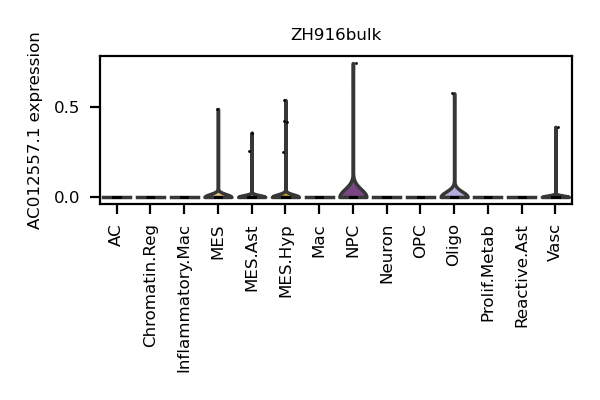 ZH916bulk
AC012557.1 expression
0.5
0.0
AC
Chromatin.Reg
Inflammatory.Mac
MES
MES.Ast
MES.Hyp
Mac
NPC
Neuron
OPC
Oligo
Prolif.Metab
Reactive.Ast
Vasc